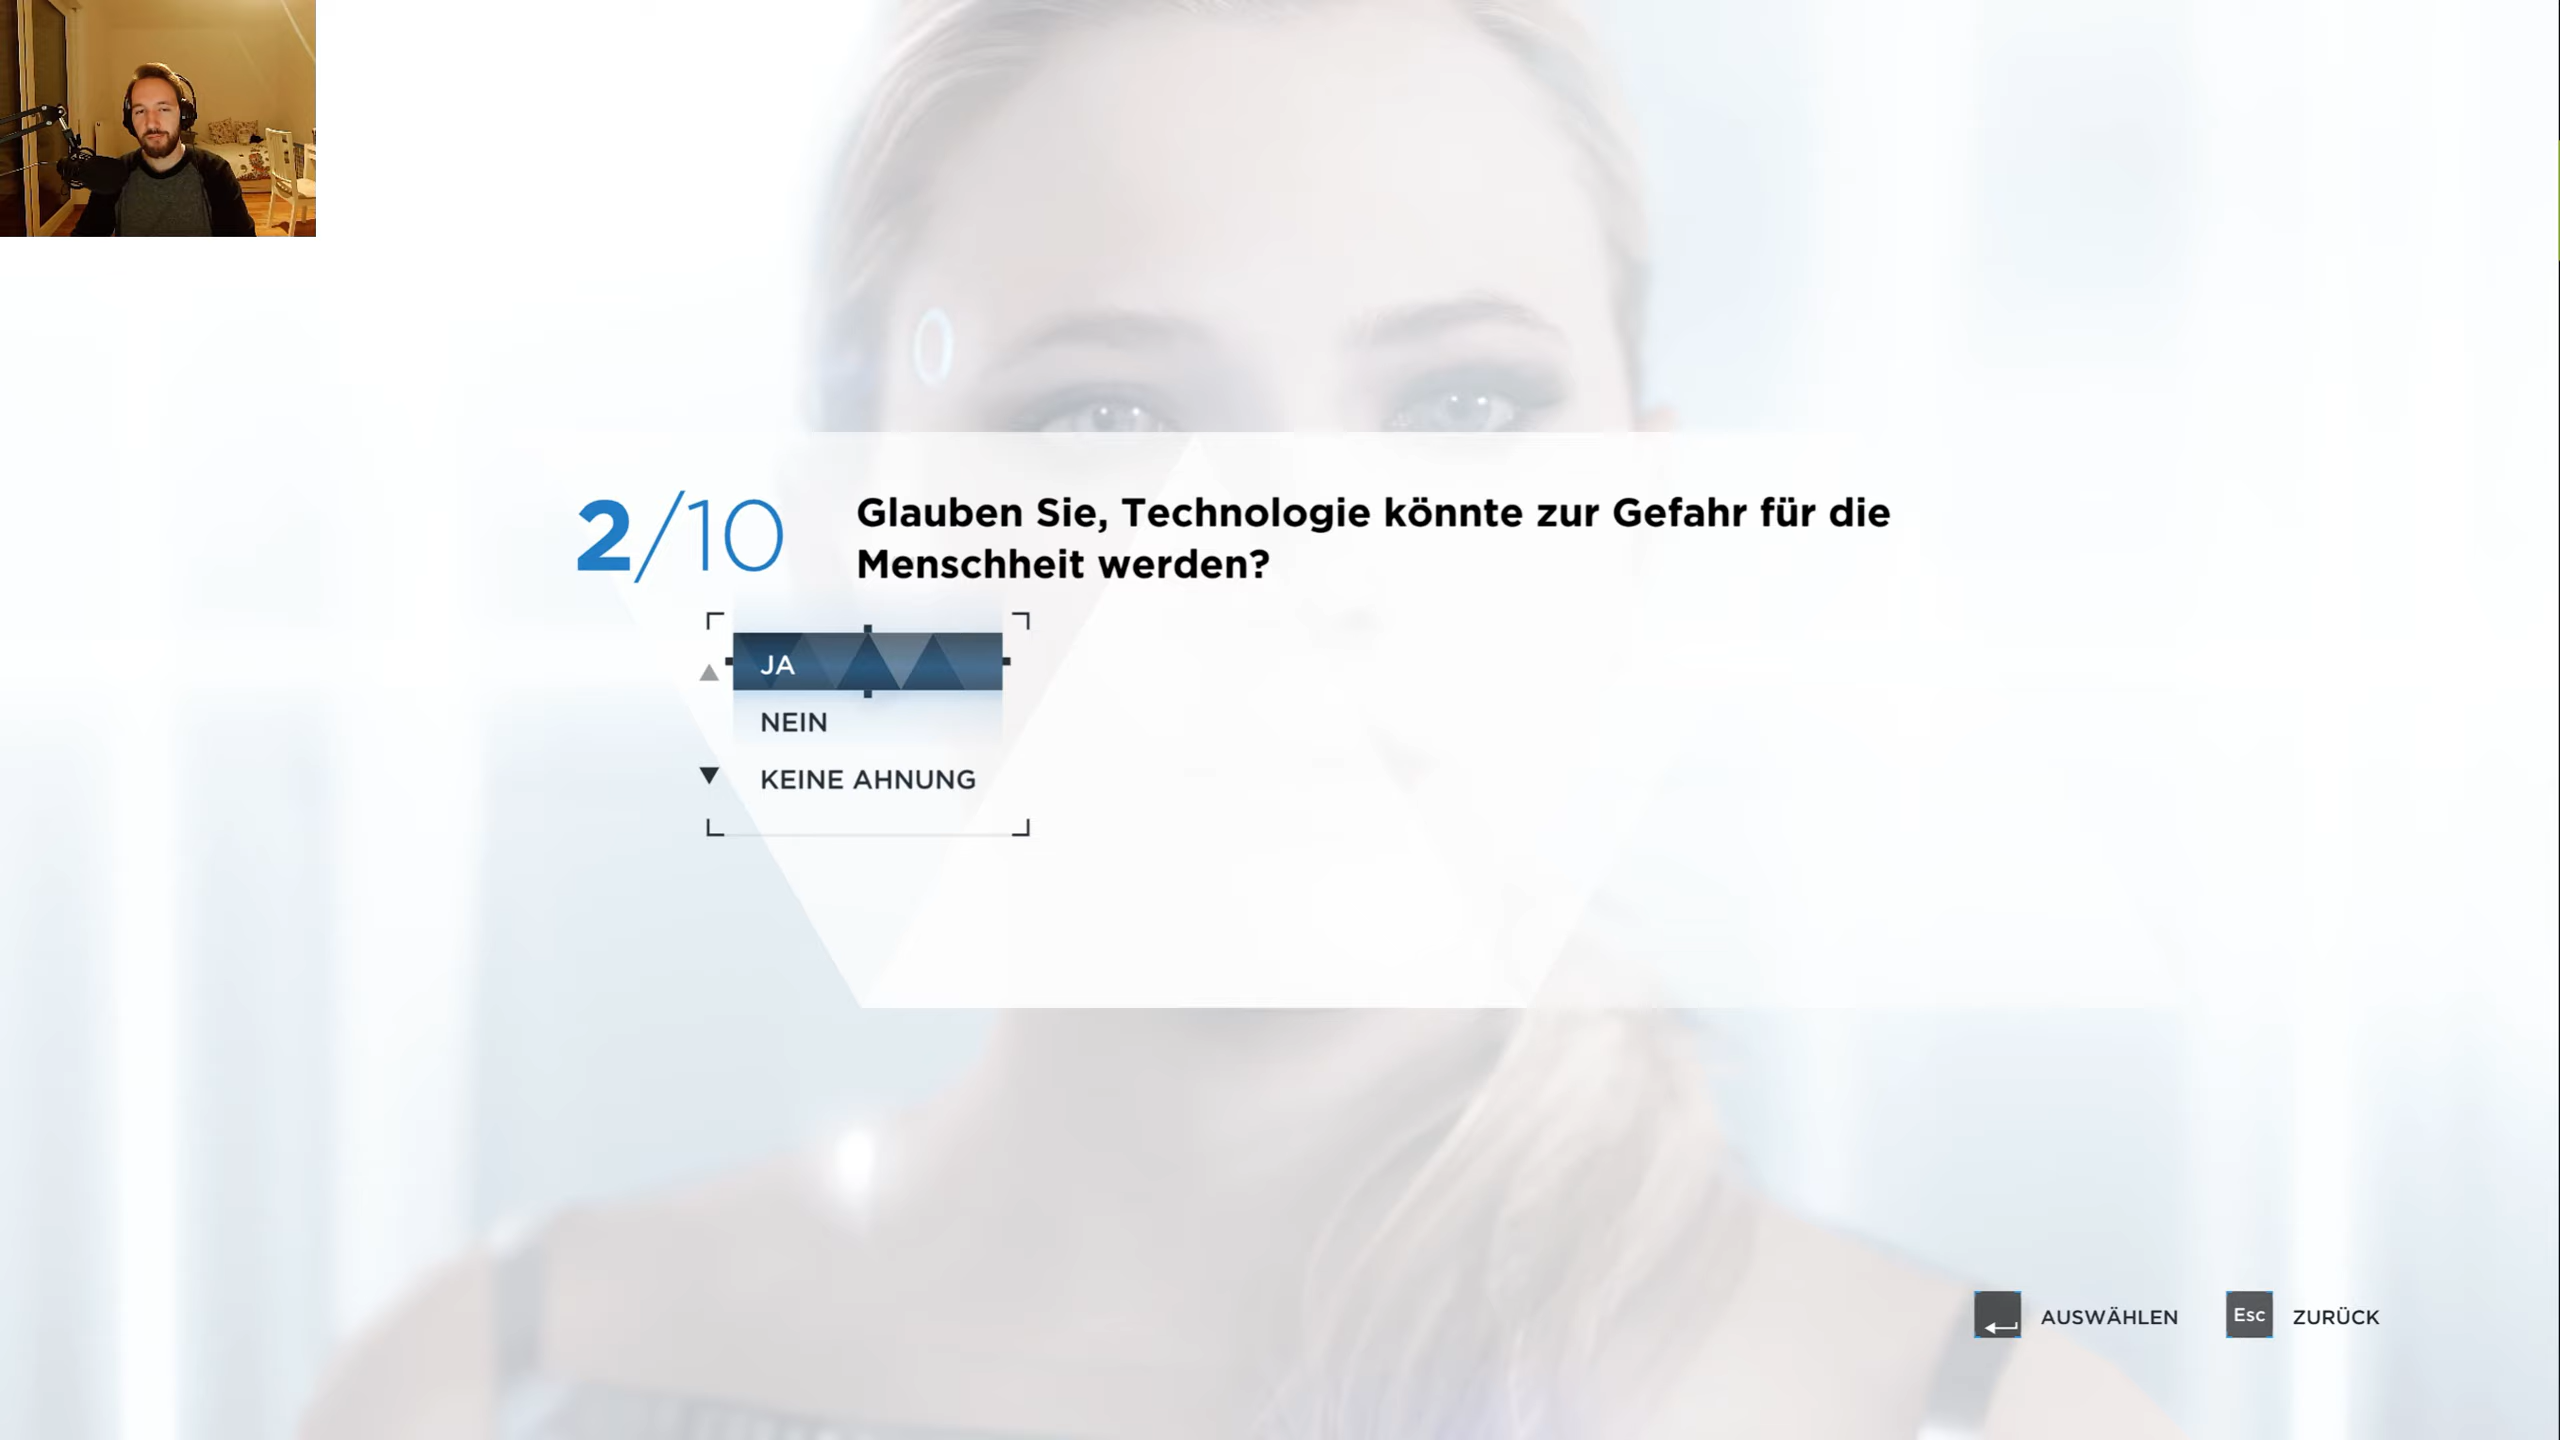 2/10
Glauben Sie, Technologie könnte zur Gefahr für die
Menschheit werden?
JA
NEIN
KEINE AHNUNG
AUSWÄHLEN
Esc ZURÜCK